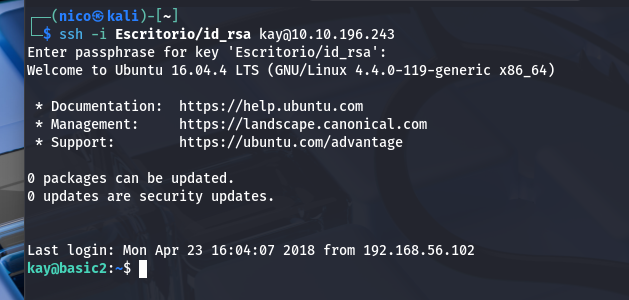 ┌──(nico㉿kali)-[~]
└─$ ssh -i Escritorio/id_rsa kay@10.10.196.243
Enter passphrase for key 'Escritorio/id_rsa':
Welcome to Ubuntu 16.04.4 LTS (GNU/Linux 4.4.0-119-generic x86_64)
* Documentation:  https://help.ubuntu.com
* Management:     https://landscape.canonical.com
* Support:        https://ubuntu.com/advantage
0 packages can be updated.
0 updates are security updates.
Last login: Mon Apr 23 16:04:07 2018 from 192.168.56.102
kay@basic2:~$